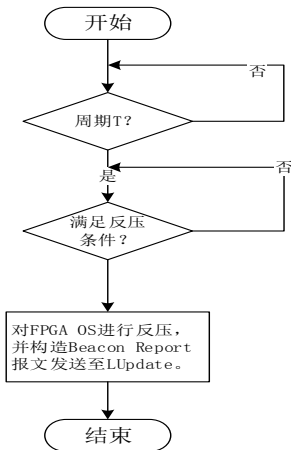 开始
否
周期T？
否
是
满足反压
条件？
对FPGA OS进行反压，
并构造Beacon Report
报文发送至LUpdate。
结束